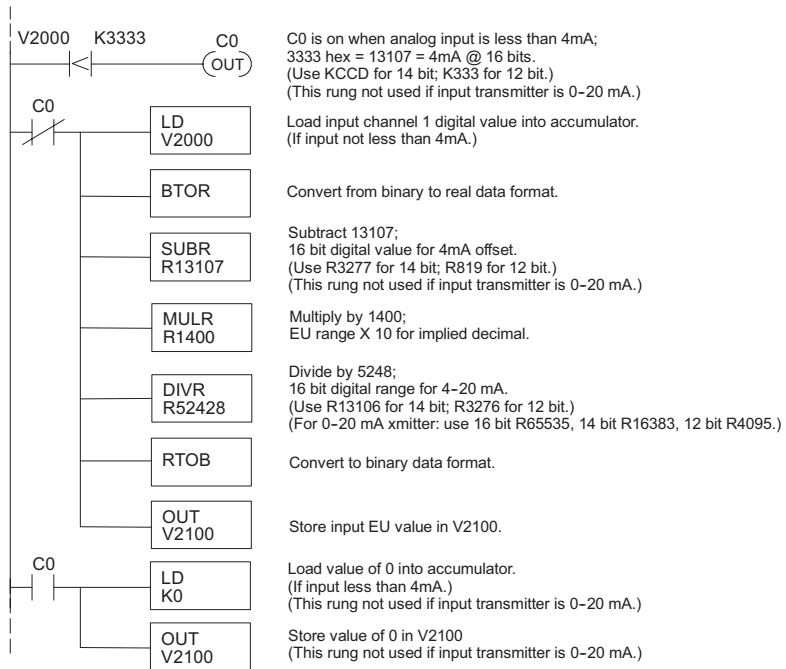 V2000 K3333 C0
OUT
C0 is on when analog input is less than 4mA;
3333 hex = 13107 = 4mA @ 16 bits.
(Use KCCD for 14 bit; K333 for 12 bit.)
(This rung not used if input transmitter is 0-20 mA.)
C0
LD
V2000
Load input channel 1 digital value into accumulator.
(If input not less than 4mA.)
BTOR
Convert from binary to real data format.
SUBR
R13107
Subtract 13107;
16 bit digital value for 4mA offset.
(Use R3277 for 14 bit; R819 for 12 bit.)
(This rung not used if input transmitter is 0-20 mA.)
MULR
R1400
Multiply by 1400;
EU range X 10 for implied decimal.
DIVR
R52428
Divide by 5248;
16 bit digital range for 4-20 mA.
(Use R13106 for 14 bit; R3276 for 12 bit.)
(For 0-20 mA xmitter: use 16 bit R65535, 14 bit R16383, 12 bit R4095.)
RTOB
Convert to binary data format.
OUT
V2100
Store input EU value in V2100.
C0
LD
K0
Load value of 0 into accumulator.
(If input less than 4mA.)
(This rung not used if input transmitter is 0-20 mA.)
OUT
V2100
Store value of 0 in V2100
(This rung not used if input transmitter is 0-20 mA.)